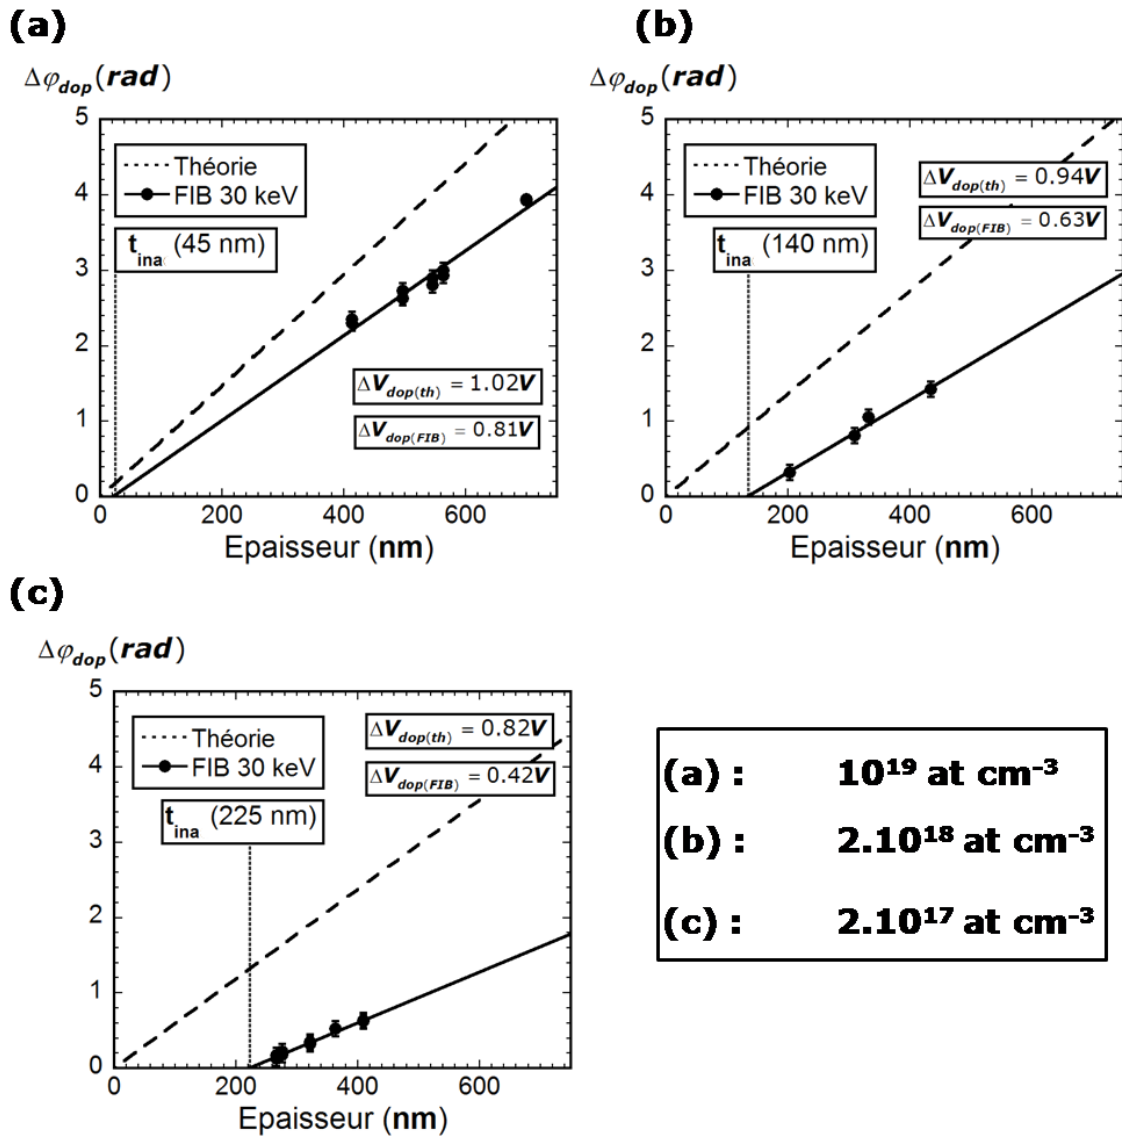 (a)
Δφdop(rad)
5
4
3
2
1
0
Théorie
FIB 30 keV
tina (45 nm)
ΔVdop(th) = 1.02V
ΔVdop(FIB) = 0.81V
0 200 400 600
Epaisseur (nm)
(b)
Δφdop(rad)
5
4
3
2
1
0
Théorie
FIB 30 keV
tina (140 nm)
ΔVdop(th) = 0.94V
ΔVdop(FIB) = 0.63V
0 200 400 600
Epaisseur (nm)
(c)
Δφdop(rad)
5
4
3
2
1
0
Théorie
FIB 30 keV
tina (225 nm)
ΔVdop(th) = 0.82V
ΔVdop(FIB) = 0.42V
0 200 400 600
Epaisseur (nm)
(a) : 10¹⁹ at cm⁻³
(b) : 2.10¹⁸ at cm⁻³
(c) : 2.10¹⁷ at cm⁻³